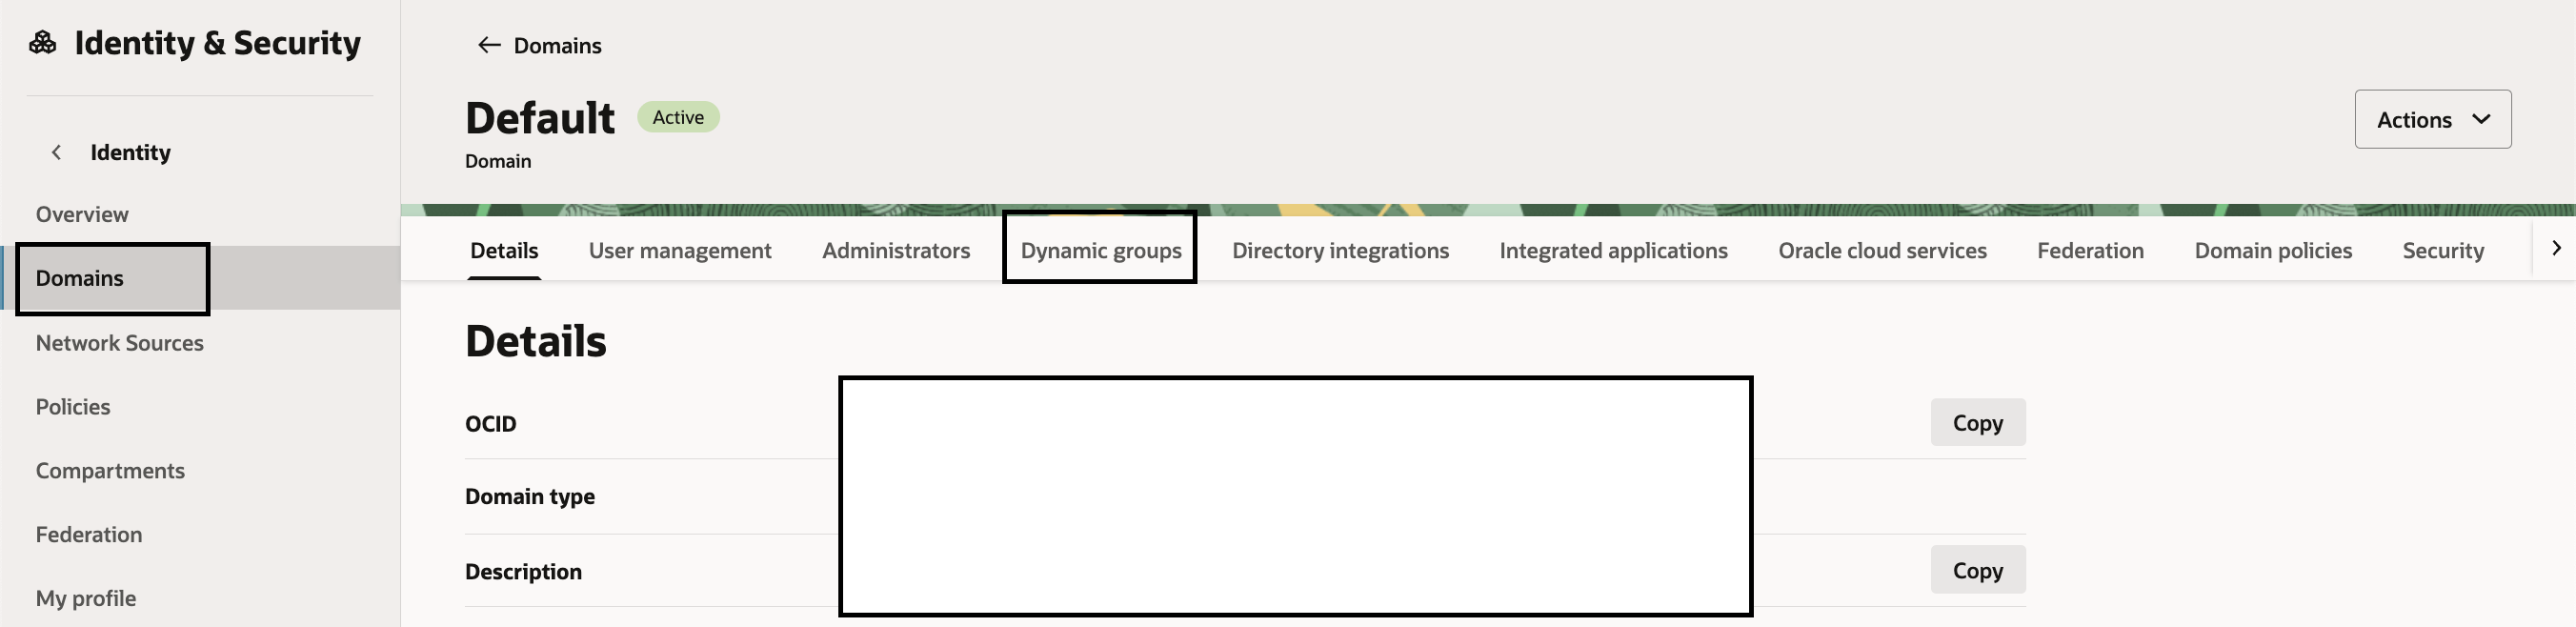 Identity & Security
Identity
Overview
Domains
Network Sources
Policies
Compartments
Federation
My profile
Domains
Default Active
Domain
Actions
Details User management Administrators Dynamic groups Directory integrations Integrated applications Oracle cloud services Federation Domain policies Security
Details
OCID Copy
Domain type
Description Copy